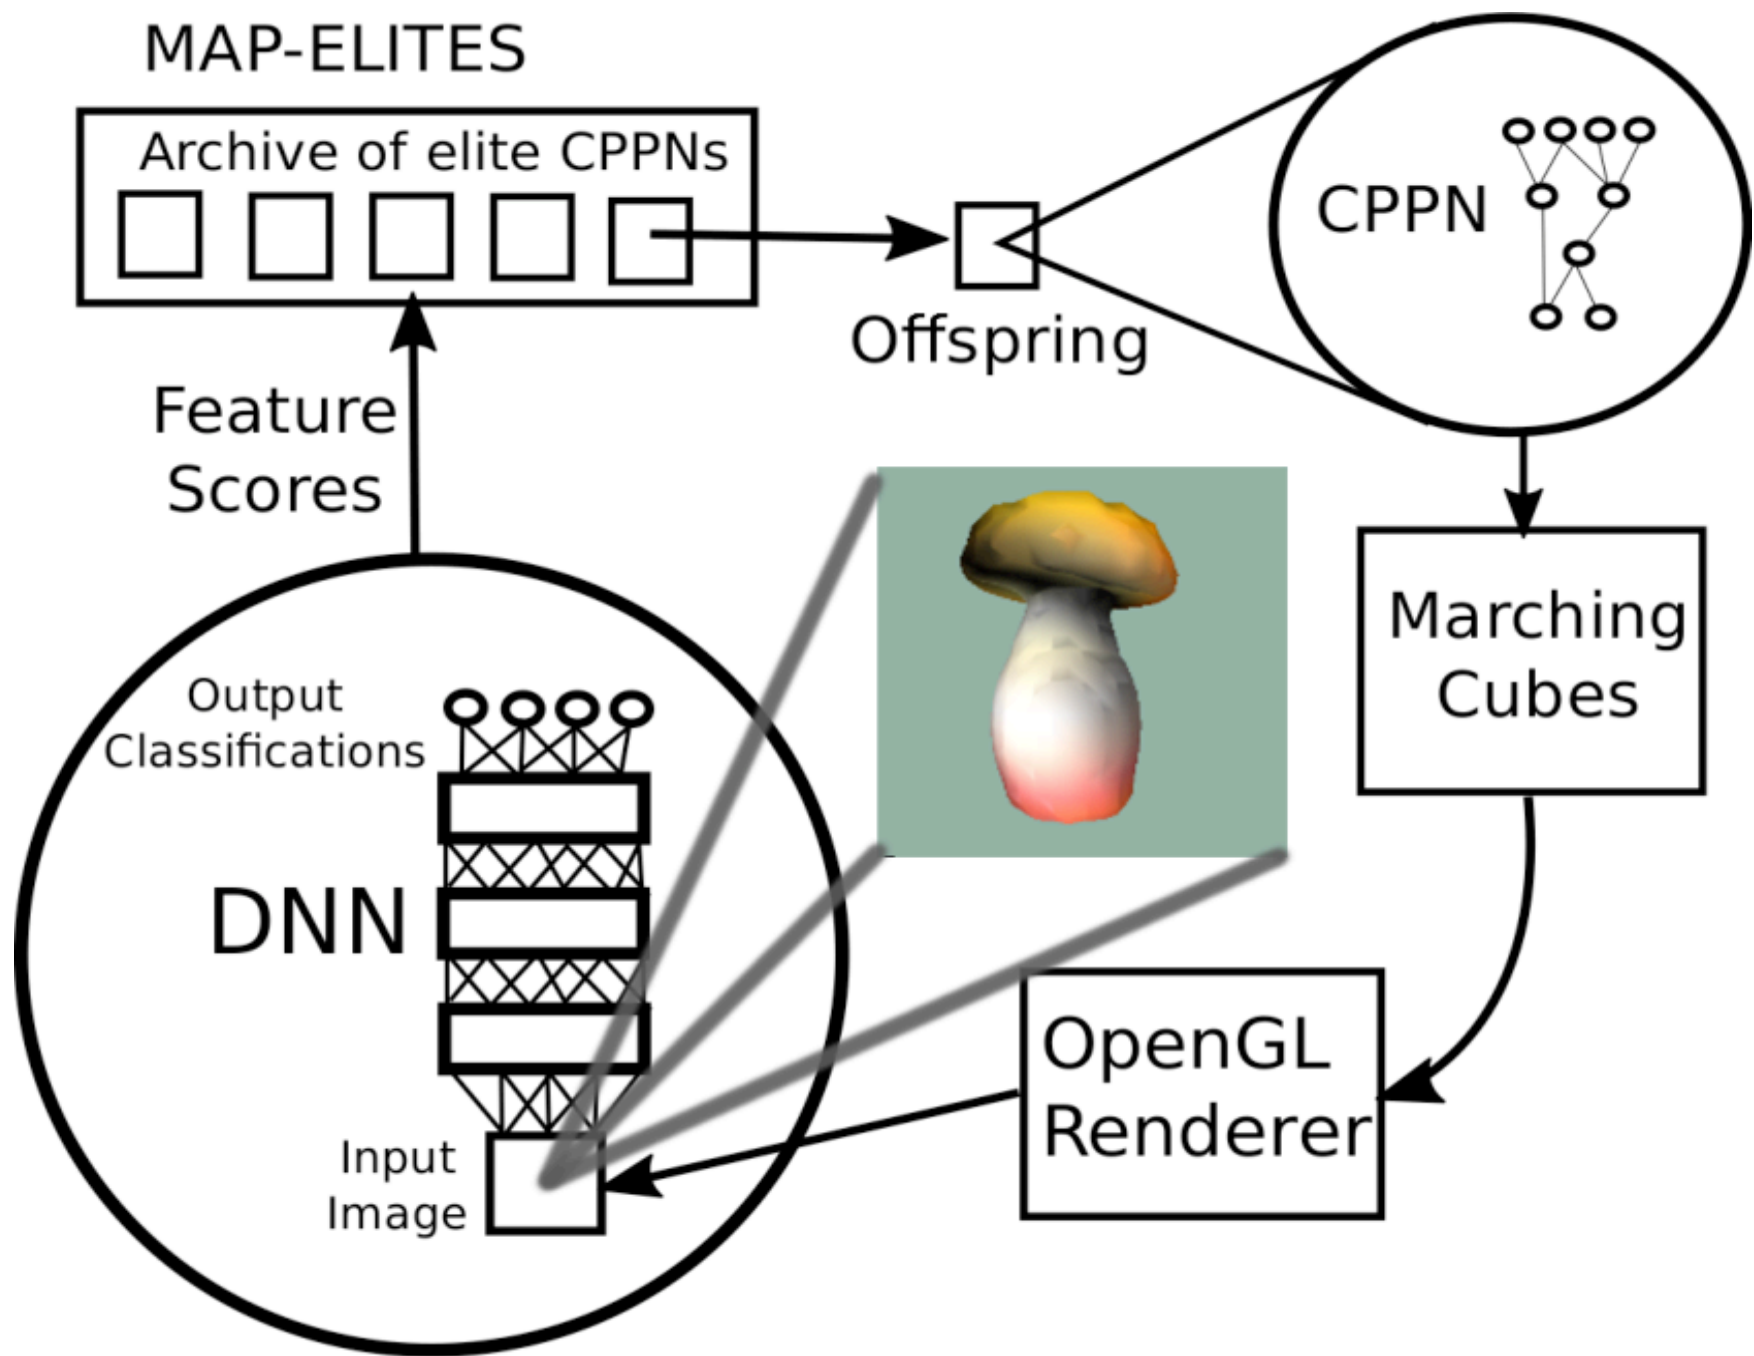 MAP-ELITES
Archive of elite CPPNs
Offspring
CPPN
Feature
Scores
Marching
Cubes
Output
Classifications
DNN
OpenGL
Renderer
Input
Image